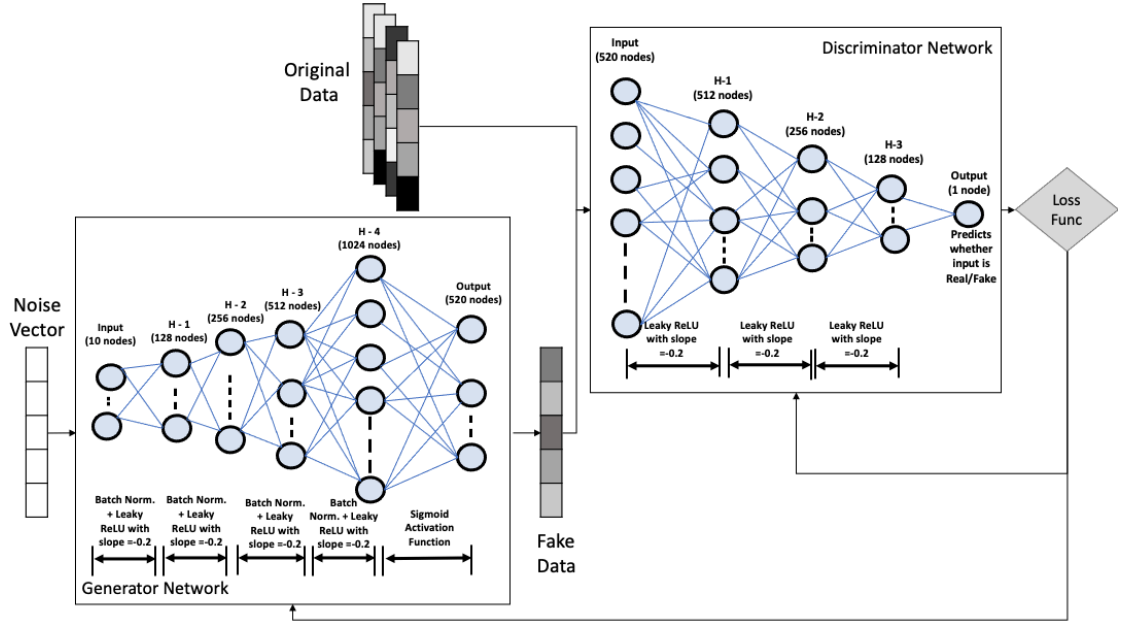 Original
Data
Noise
Vector
Input
(10 nodes)
H - 1
(128 nodes)
H - 2
(256 nodes)
H - 3
(512 nodes)
H - 4
(1024 nodes)
Output
(520 nodes)
Batch Norm.
+ Leaky
ReLU with
slope =-0.2
Batch Norm.
+ Leaky
ReLU with
slope =-0.2
Batch Norm.
+ Leaky
ReLU with
slope =-0.2
Batch
Norm. + Leaky
ReLU with
slope =-0.2
Sigmoid
Activation
Function
Generator Network
Fake
Data
Discriminator Network
Input
(520 nodes)
H-1
(512 nodes)
H-2
(256 nodes)
H-3
(128 nodes)
Output
(1 node)
Predicts
whether
input is
Real/Fake
Leaky ReLU
with slope
=-0.2
Leaky ReLU
with slope
=-0.2
Leaky ReLU
with slope
=-0.2
Loss
Func